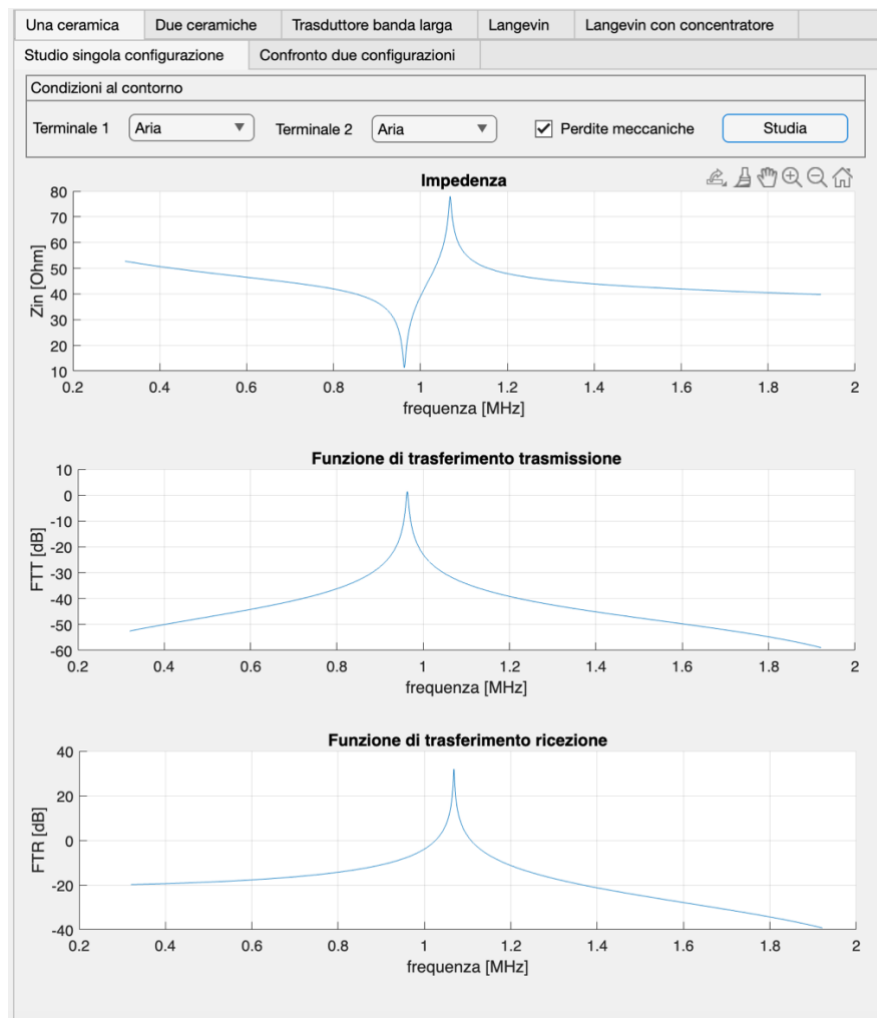 Una ceramica Due ceramiche Trasduttore banda larga Langevin Langevin con concentratore
Studio singola configurazione Confronto due configurazioni
Condizioni al contorno
Terminale 1 Aria Terminale 2 Aria Perdite meccaniche Studia
Impedenza
Zin [Ohm]
80
70
60
50
40
30
20
10
0.2 0.4 0.6 0.8 1 1.2 1.4 1.6 1.8 2
frequenza [MHz]
Funzione di trasferimento trasmissione
FTT [dB]
10
0
-10
-20
-30
-40
-50
-60
0.2 0.4 0.6 0.8 1 1.2 1.4 1.6 1.8 2
frequenza [MHz]
Funzione di trasferimento ricezione
FTR [dB]
40
20
0
-20
-40
0.2 0.4 0.6 0.8 1 1.2 1.4 1.6 1.8 2
frequenza [MHz]